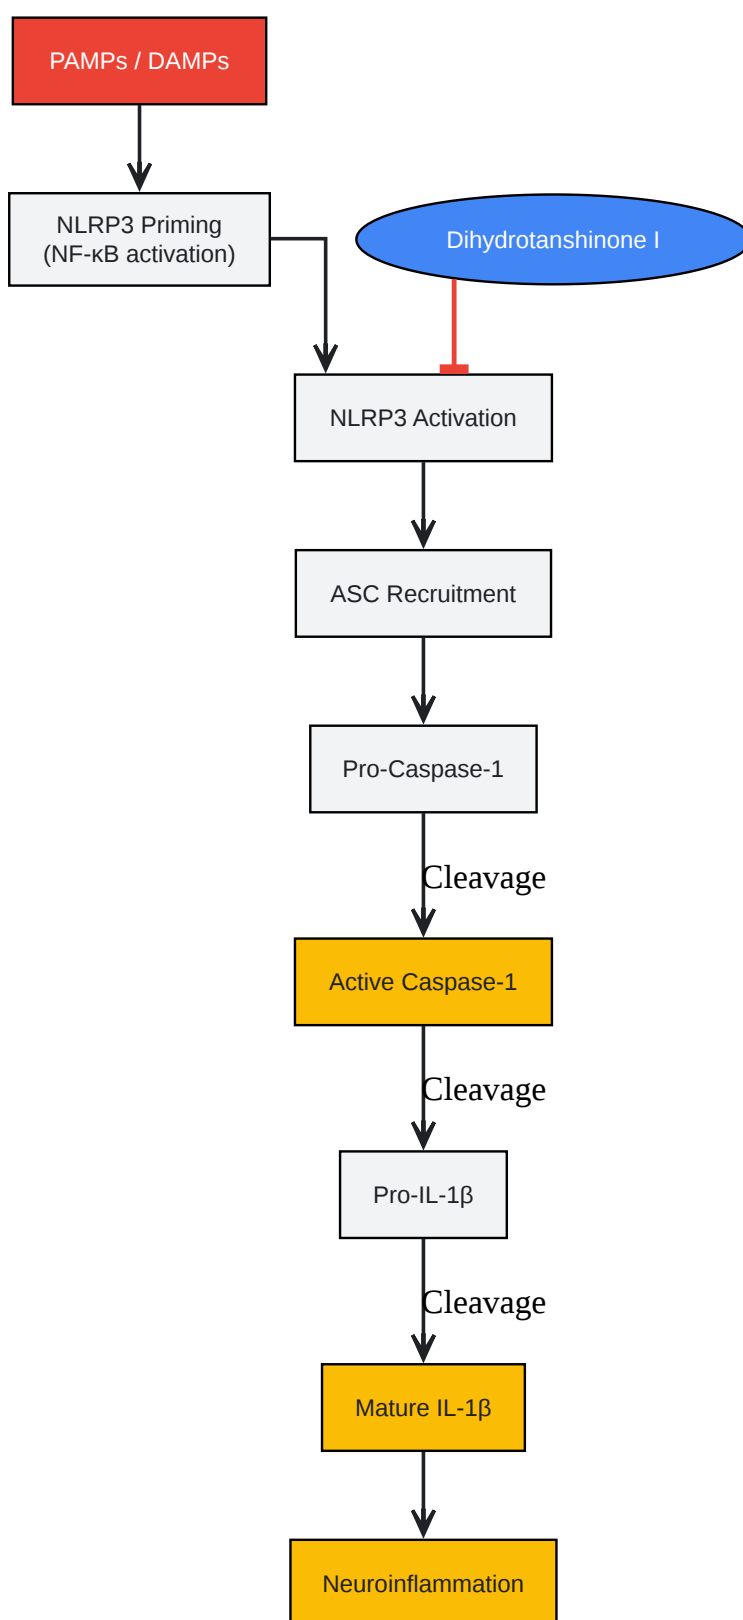 PAMPs / DAMPs
NLRP3 Priming
(NF-κB activation)
Dihydrotanshinone I
NLRP3 Activation
ASC Recruitment
Pro-Caspase-1
Cleavage
Active Caspase-1
Cleavage
Pro-IL-1β
Cleavage
Mature IL-1β
Neuroinflammation